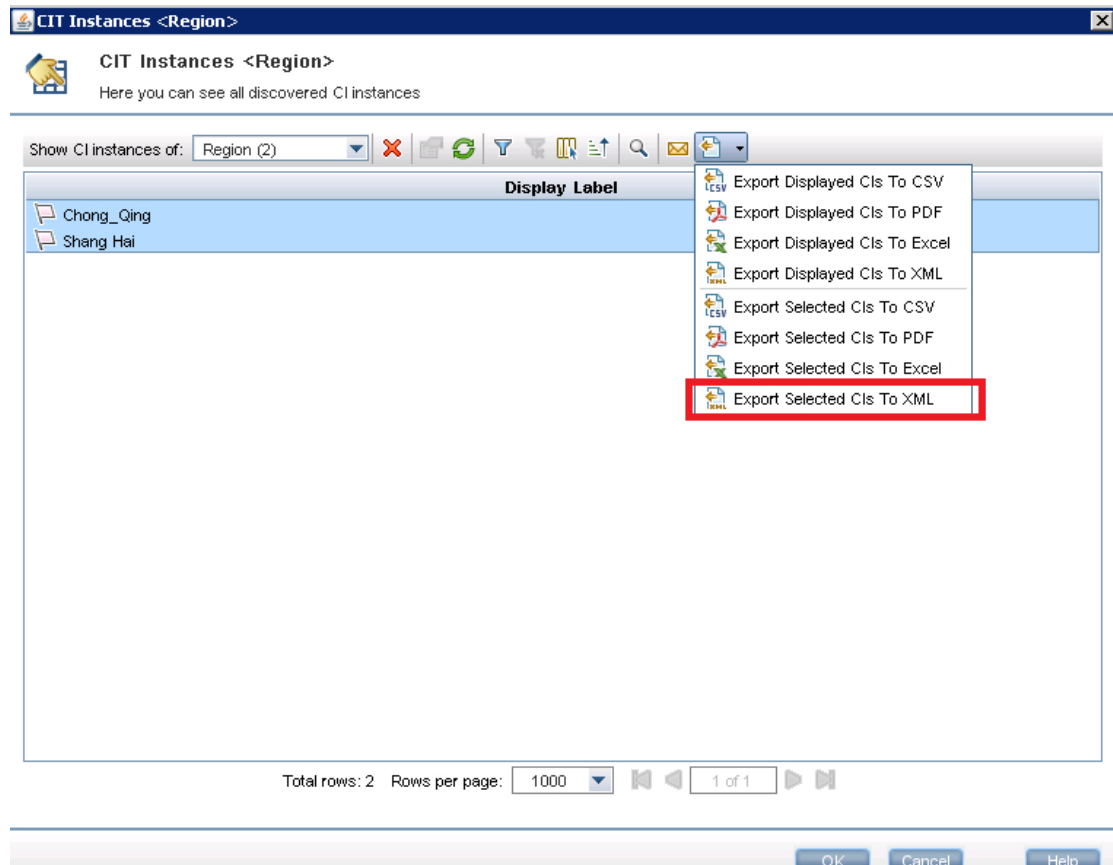 CIT Instances <Region>
CIT Instances <Region>
Here you can see all discovered CI instances
Show CI instances of: Region (2)
Display Label
Chong_Qing
Shang Hai
CSV Export Displayed CIs To CSV
Export Displayed CIs To PDF
Export Displayed CIs To Excel
XML Export Displayed CIs To XML
CSV Export Selected CIs To CSV
Export Selected CIs To PDF
Export Selected CIs To Excel
XML Export Selected CIs To XML
Total rows: 2 Rows per page: 1000 1 of 1
OK Cancel Help